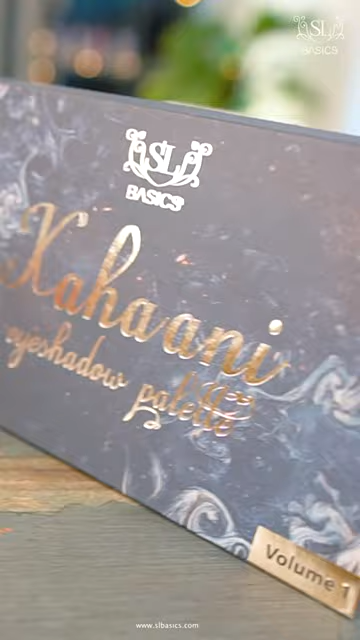 SL
BASICS
SL
BASICS
Kahaani
eyeshadow palette
Volume 1
www.slbasics.com